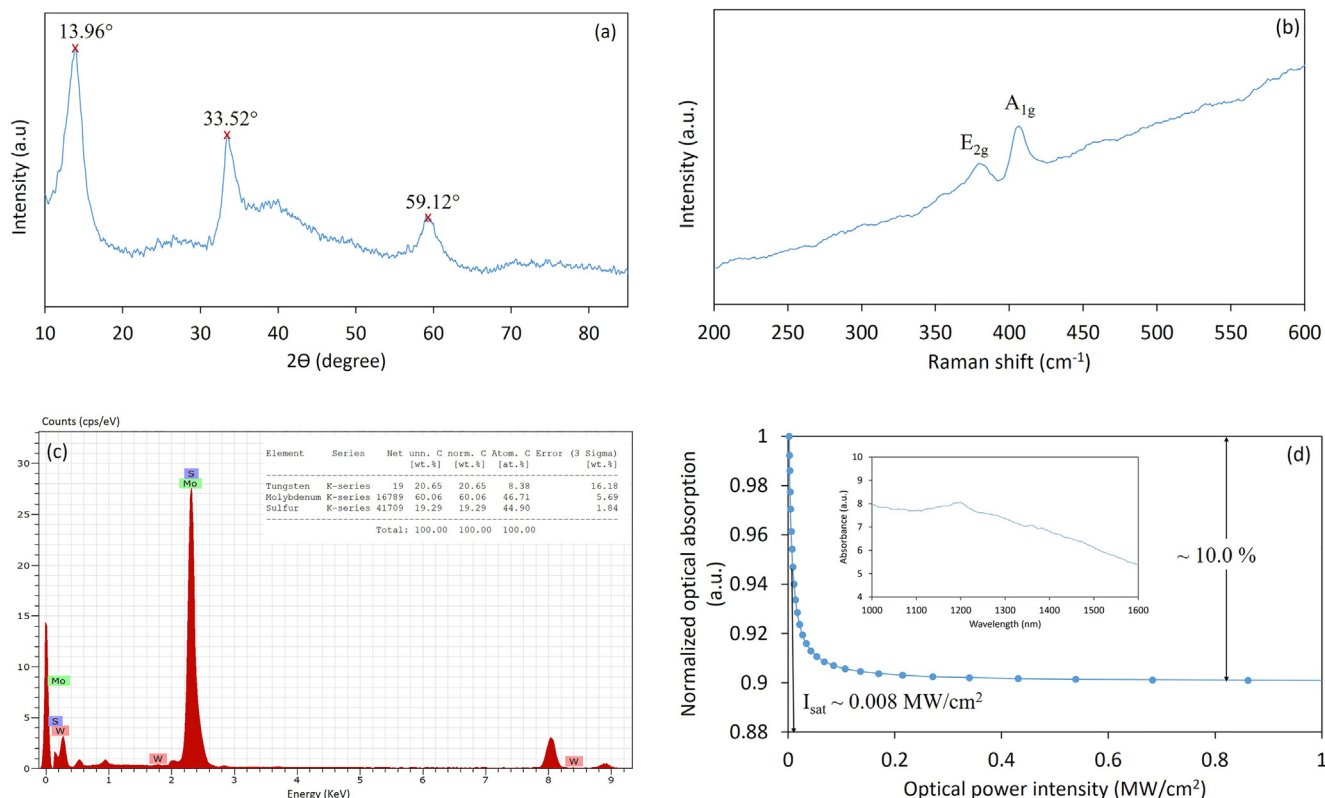 (a)
13.96°
33.52°
59.12°
Intensity (a.u)
10 20 30 40 50 60 70 80
2Θ (degree)
(b)
E2g
A1g
Intensity (a.u.)
200 250 300 350 400 450 500 550 600
Raman shift (cm-1)
Counts (cps/eV)
(c)
30
25
20
15
10
5
0
Element Series Net unn. C norm. C Atom. C Error (3 Sigma)
[wt.%] [wt.%] [at.%] [wt.%]
Tungsten K-series 19 20.65 20.65 8.38 16.18
Molybdenum K-series 16789 60.06 60.06 46.71 5.69
Sulfur K-series 41709 19.29 19.29 44.90 1.84
Total: 100.00 100.00 100.00
S
Mo
Mo
S
W
W
W
0 1 2 3 4 5 6 7 8 9
Energy (KeV)
(d)
Normalized optical absorption
(a.u.)
1
0.98
0.96
0.94
0.92
0.9
0.88
~ 10.0 %
Isat ~ 0.008 MW/cm2
0 0.2 0.4 0.6 0.8 1
Optical power intensity (MW/cm2)
Absorbance (a.u.)
10
9
8
7
6
5
4
1000 1100 1200 1300 1400 1500 1600
Wavelength (nm)